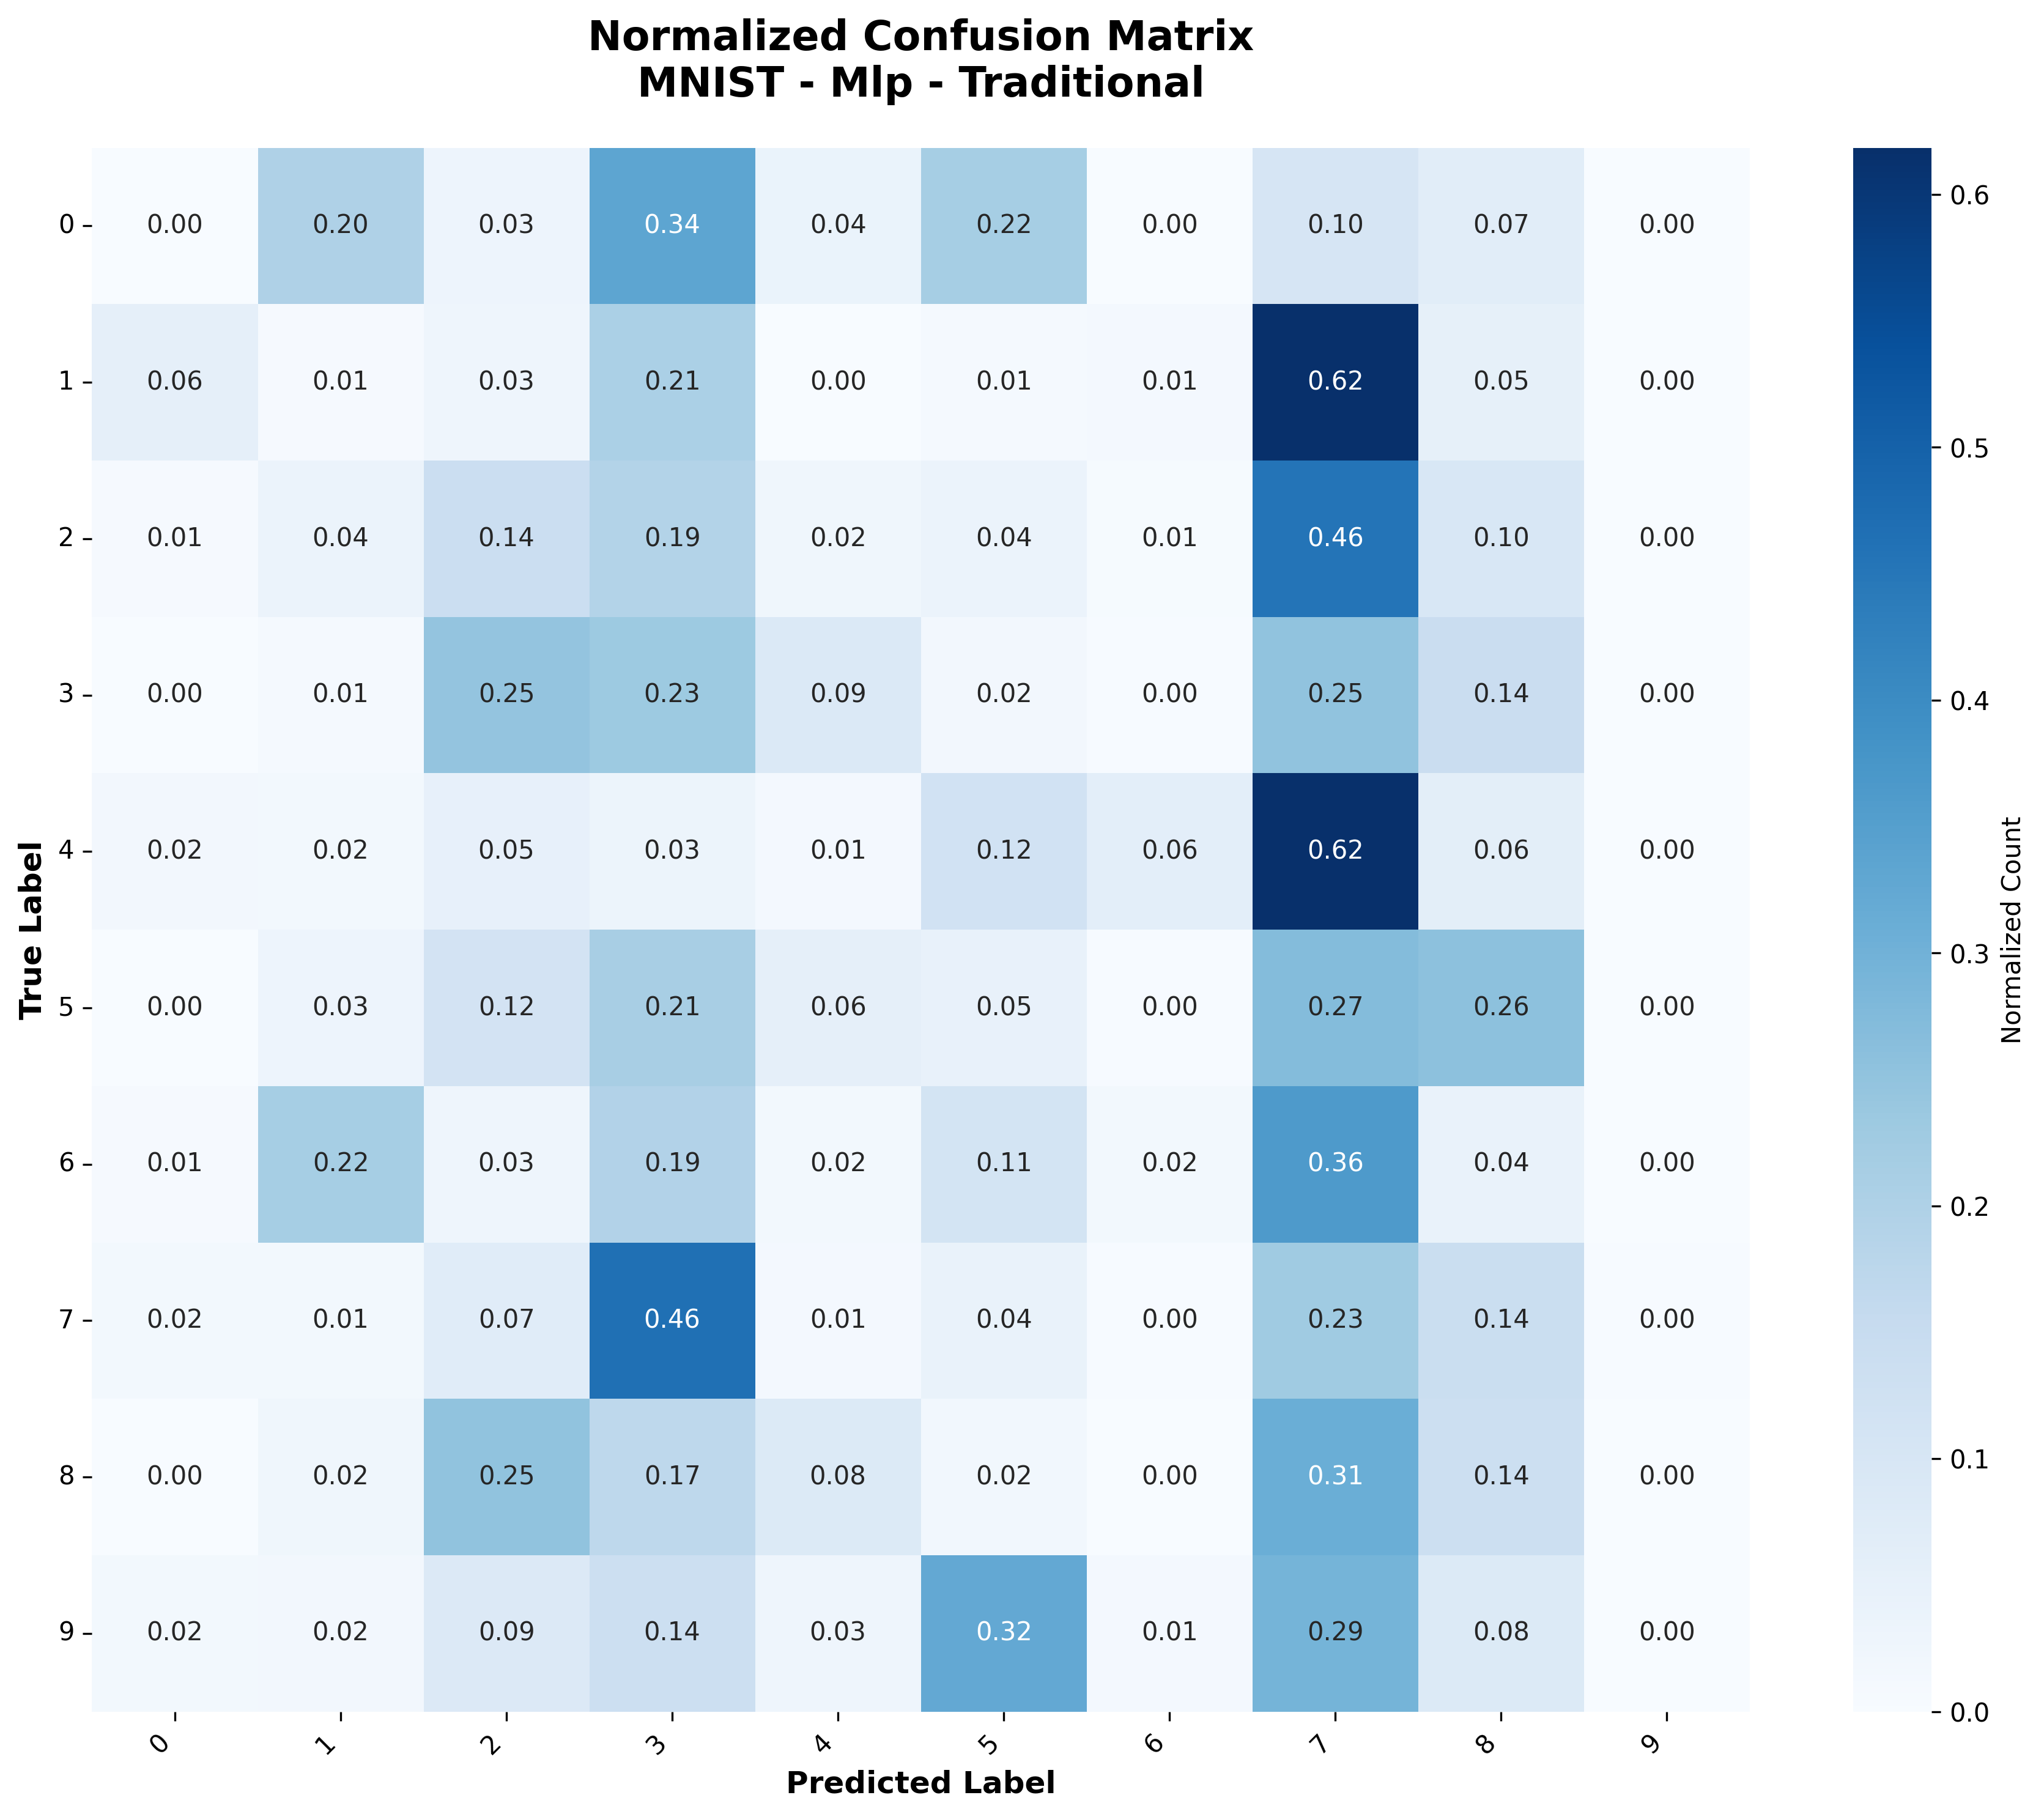 Normalized Confusion Matrix
MNIST - Mlp - Traditional
0 0.00 0.20 0.03 0.34 0.04 0.22 0.00 0.10 0.07 0.00
1 0.06 0.01 0.03 0.21 0.00 0.01 0.01 0.62 0.05 0.00
2 0.01 0.04 0.14 0.19 0.02 0.04 0.01 0.46 0.10 0.00
3 0.00 0.01 0.25 0.23 0.09 0.02 0.00 0.25 0.14 0.00
4 0.02 0.02 0.05 0.03 0.01 0.12 0.06 0.62 0.06 0.00
5 0.00 0.03 0.12 0.21 0.06 0.05 0.00 0.27 0.26 0.00
6 0.01 0.22 0.03 0.19 0.02 0.11 0.02 0.36 0.04 0.00
7 0.02 0.01 0.07 0.46 0.01 0.04 0.00 0.23 0.14 0.00
8 0.00 0.02 0.25 0.17 0.08 0.02 0.00 0.31 0.14 0.00
9 0.02 0.02 0.09 0.14 0.03 0.32 0.01 0.29 0.08 0.00
0 1 2 3 4 5 6 7 8 9
Predicted Label
True Label
0.6
0.5
0.4
0.3
0.2
0.1
0.0
Normalized Count